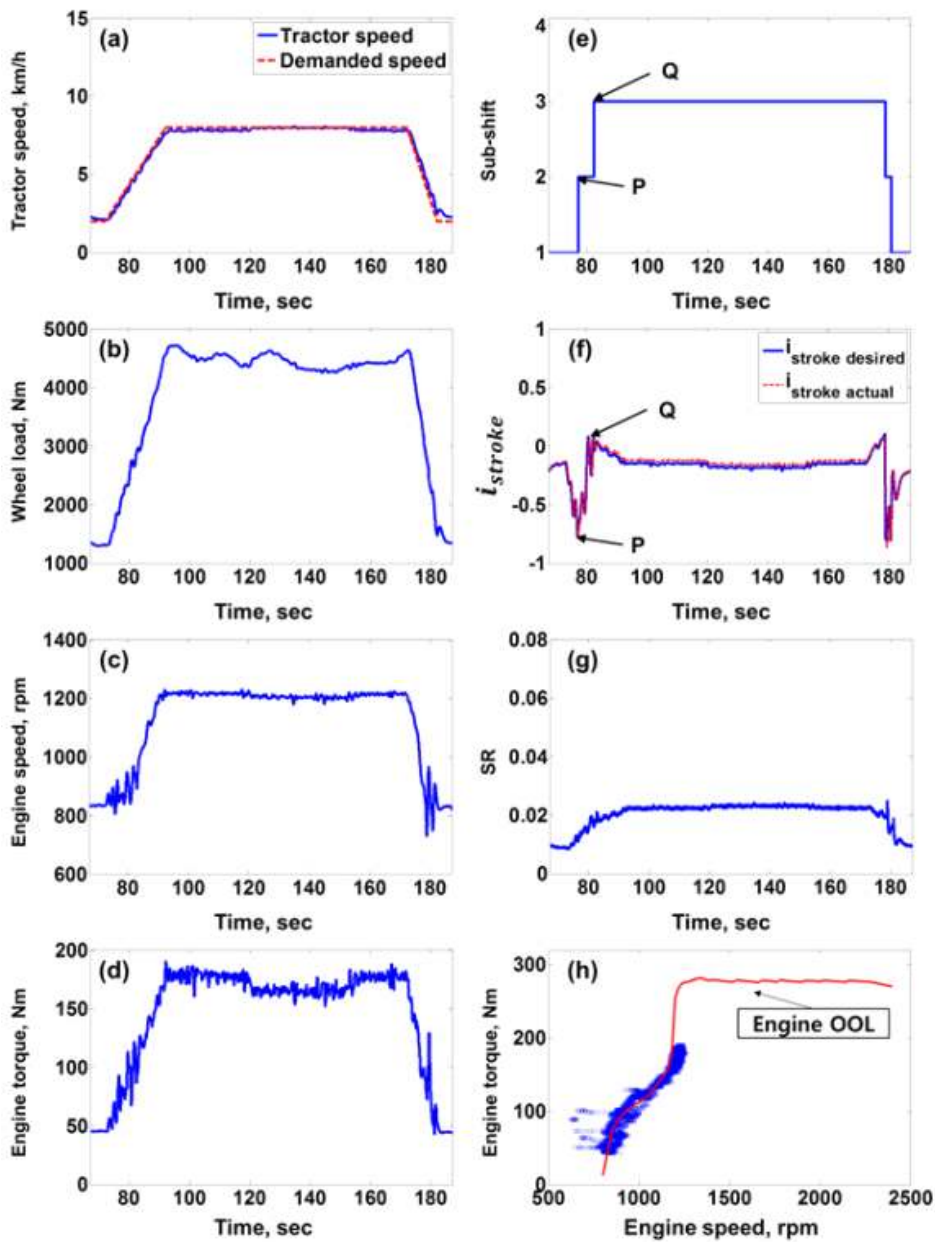 (a)
Tractor speed
Demanded speed
Tractor speed, km/h
15
10
5
0
80 100 120 140 160 180
Time, sec
(e)
Q
P
Sub-shift
4
3
2
1
80 100 120 140 160 180
Time, sec
(b)
Wheel load, Nm
5000
4000
3000
2000
1000
80 100 120 140 160 180
Time, sec
(f)
i stroke desired
i stroke actual
Q
P
i stroke
1
0.5
0
-0.5
-1
80 100 120 140 160 180
Time, sec
(c)
Engine speed, rpm
1400
1200
1000
800
600
80 100 120 140 160 180
Time, sec
(g)
SR
0.08
0.06
0.04
0.02
0
80 100 120 140 160 180
Time, sec
(d)
Engine torque, Nm
200
150
100
50
0
80 100 120 140 160 180
Time, sec
(h)
Engine OOL
Engine torque, Nm
300
200
100
0
500 1000 1500 2000 2500
Engine speed, rpm